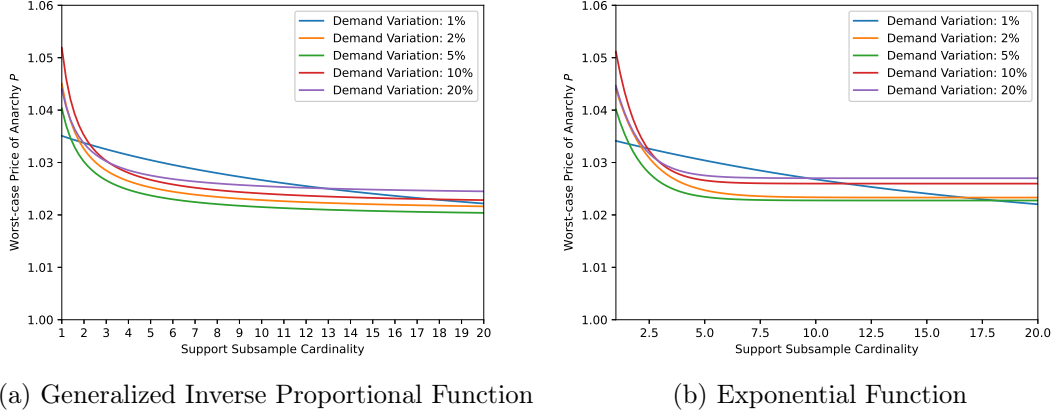 1.06
1.05
1.04
1.03
1.02
1.01
1.00
Worst-case Price of Anarchy P
Demand Variation: 1%
Demand Variation: 2%
Demand Variation: 5%
Demand Variation: 10%
Demand Variation: 20%
1 2 3 4 5 6 7 8 9 10 11 12 13 14 15 16 17 18 19 20
Support Subsample Cardinality
(a) Generalized Inverse Proportional Function
1.06
1.05
1.04
1.03
1.02
1.01
1.00
Worst-case Price of Anarchy P
Demand Variation: 1%
Demand Variation: 2%
Demand Variation: 5%
Demand Variation: 10%
Demand Variation: 20%
2.5 5.0 7.5 10.0 12.5 15.0 17.5 20.0
Support Subsample Cardinality
(b) Exponential Function